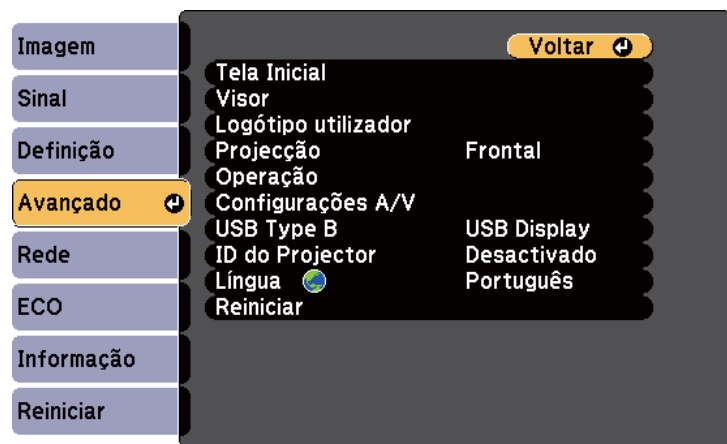 Imagem
Sinal
Definição
Avançado
Rede
ECO
Informação
Reiniciar
Voltar
Tela Inicial
Visor
Logótipo utilizador
Projecção Frontal
Operação
Configurações A/V
USB Type B USB Display
ID do Projector Desactivado
Língua Português
Reiniciar